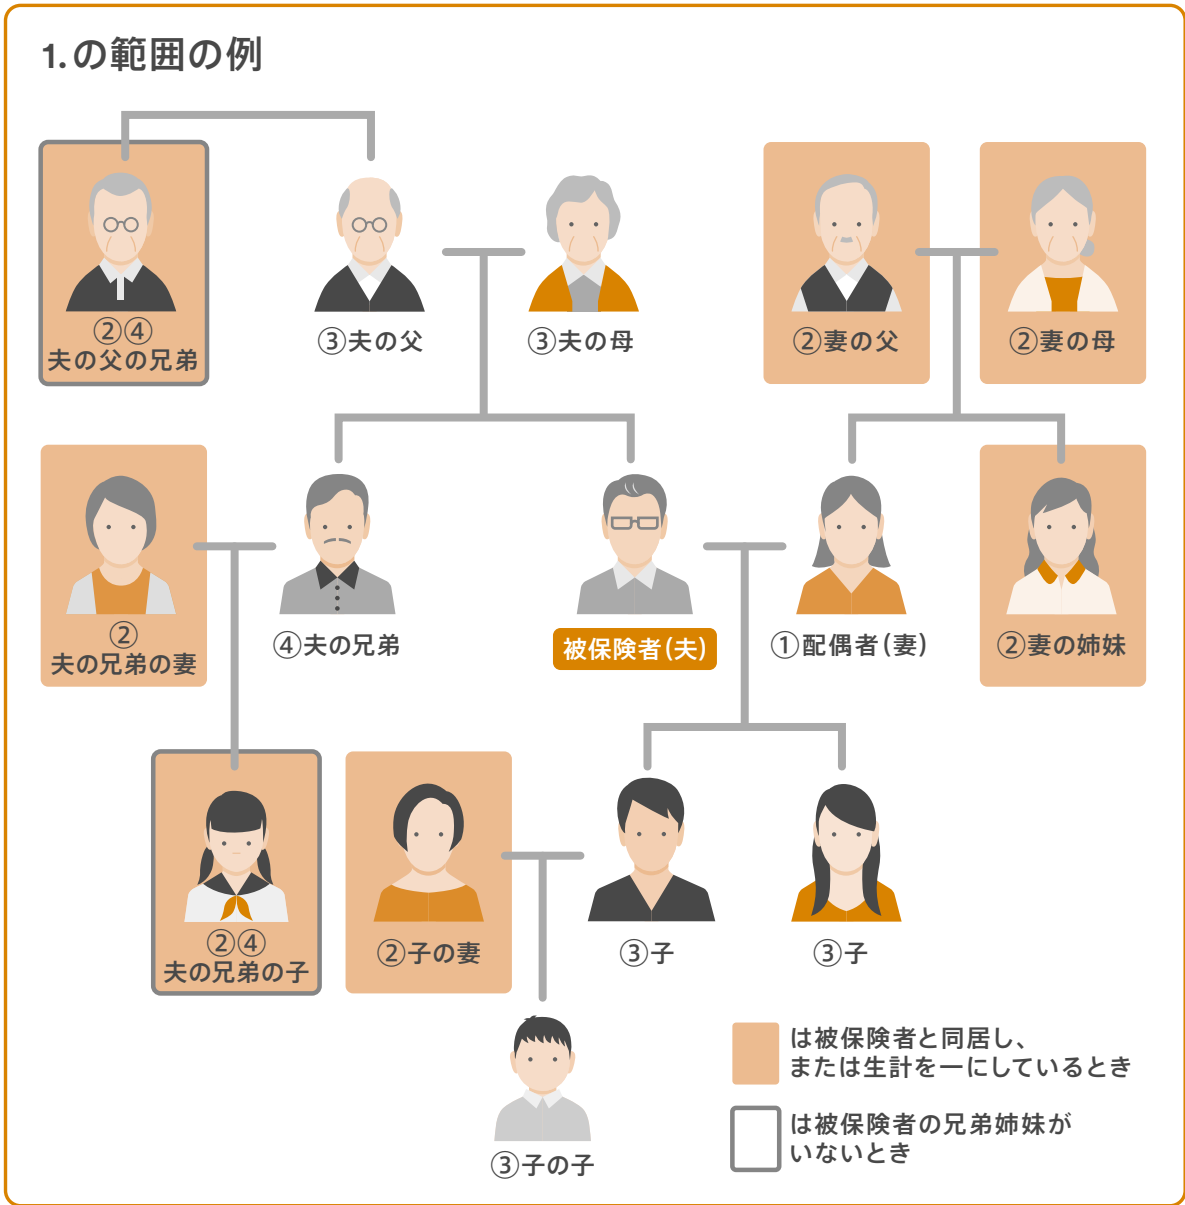 1.の範囲の例
②④
夫の父の兄弟
③夫の父
③夫の母
②妻の父
②妻の母
②
夫の兄弟の妻
④夫の兄弟
被保険者(夫)
①配偶者(妻)
②妻の姉妹
②④
夫の兄弟の子
②子の妻
③子
③子
③子の子
は被保険者と同居し、
または生計を一にしているとき
は被保険者の兄弟姉妹が
いないとき